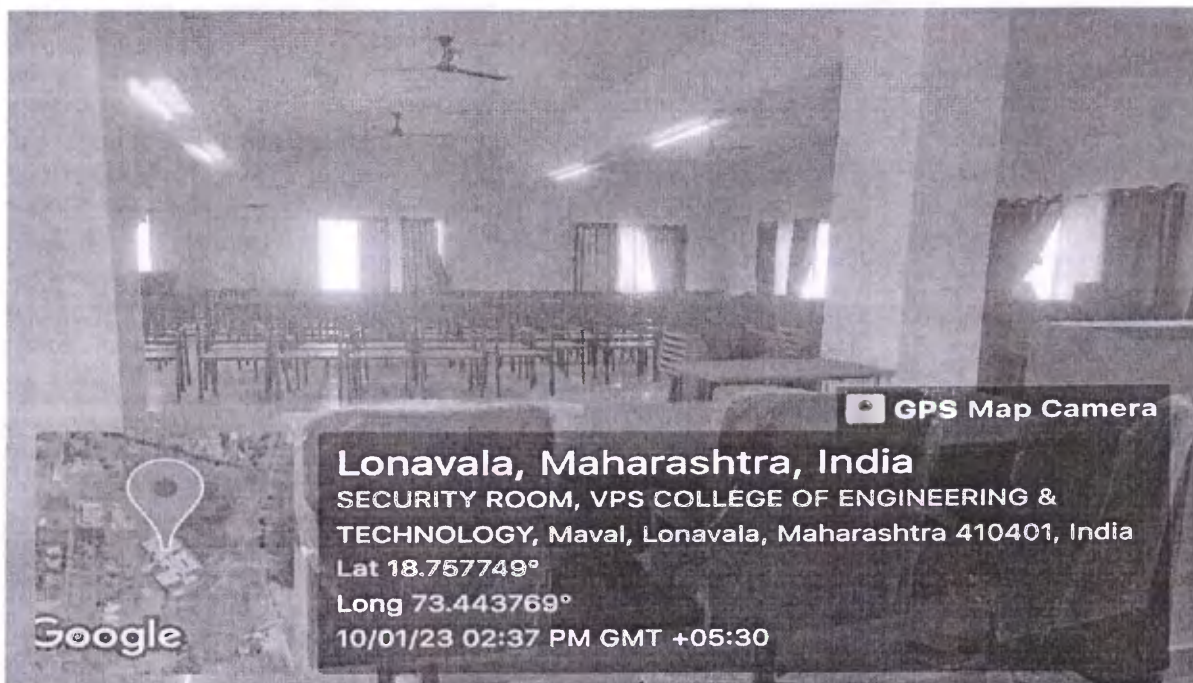 GPS Map Camera
Lonavala, Maharashtra, India
SECURITY ROOM, VPS COLLEGE OF ENGINEERING &
TECHNOLOGY, Maval, Lonavala, Maharashtra 410401, India
Lat 18.757749°
Long 73.443769°
10/01/23 02:37 PM GMT +05:30
Google